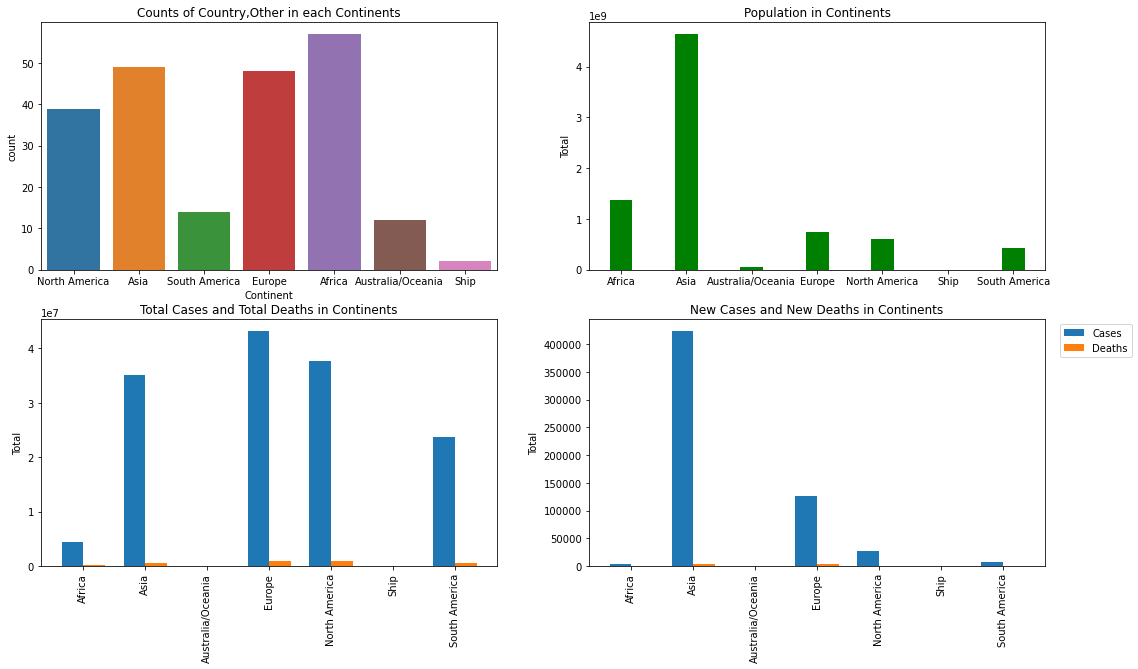 Counts of Country,Other in each Continents
count
50
40
30
20
10
0
North America Asia South America Europe Africa Australia/Oceania Ship
Continent
Population in Continents
1e9
Total
4
3
2
1
0
Africa Asia Australia/Oceania Europe North America Ship South America
Total Cases and Total Deaths in Continents
1e7
Total
4
3
2
1
0
Africa
Asia
Australia/Oceania
Europe
North America
Ship
South America
New Cases and New Deaths in Continents
Total
400000
350000
300000
250000
200000
150000
100000
50000
0
Africa
Asia
Australia/Oceania
Europe
North America
Ship
South America
Cases
Deaths